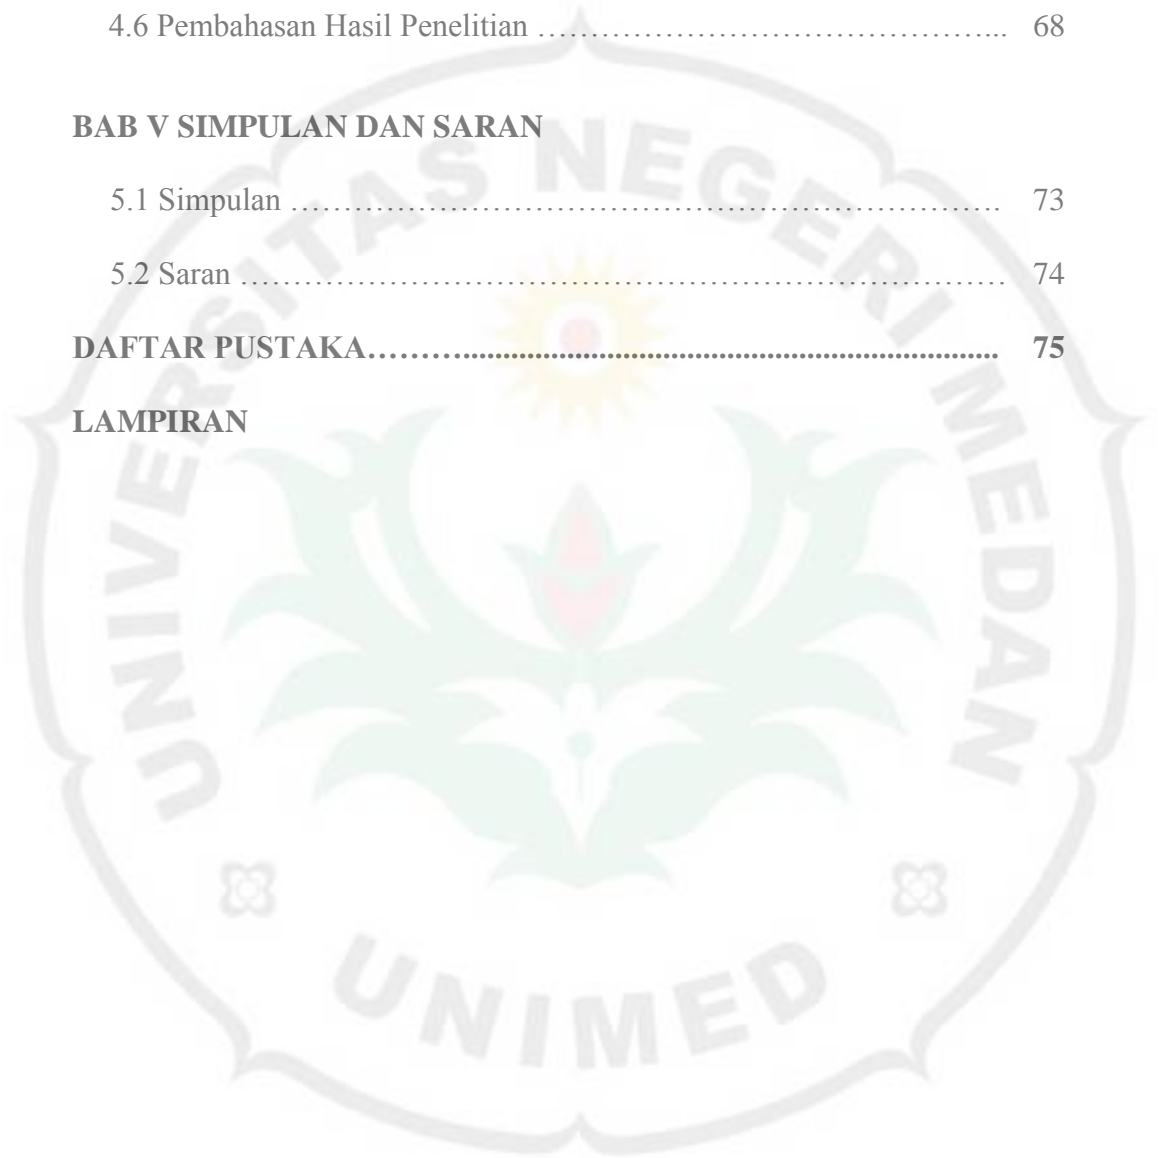 4.6 Pembahasan Hasil Penelitian ……………………………………... 68
BAB V SIMPULAN DAN SARAN
5.1 Simpulan …………………………………………………………. 73
5.2 Saran ……………………………………………………………… 74
DAFTAR PUSTAKA………................................................................. 75
LAMPIRAN
UNIVERSITAS NEGERI MEDAN
UNIMED